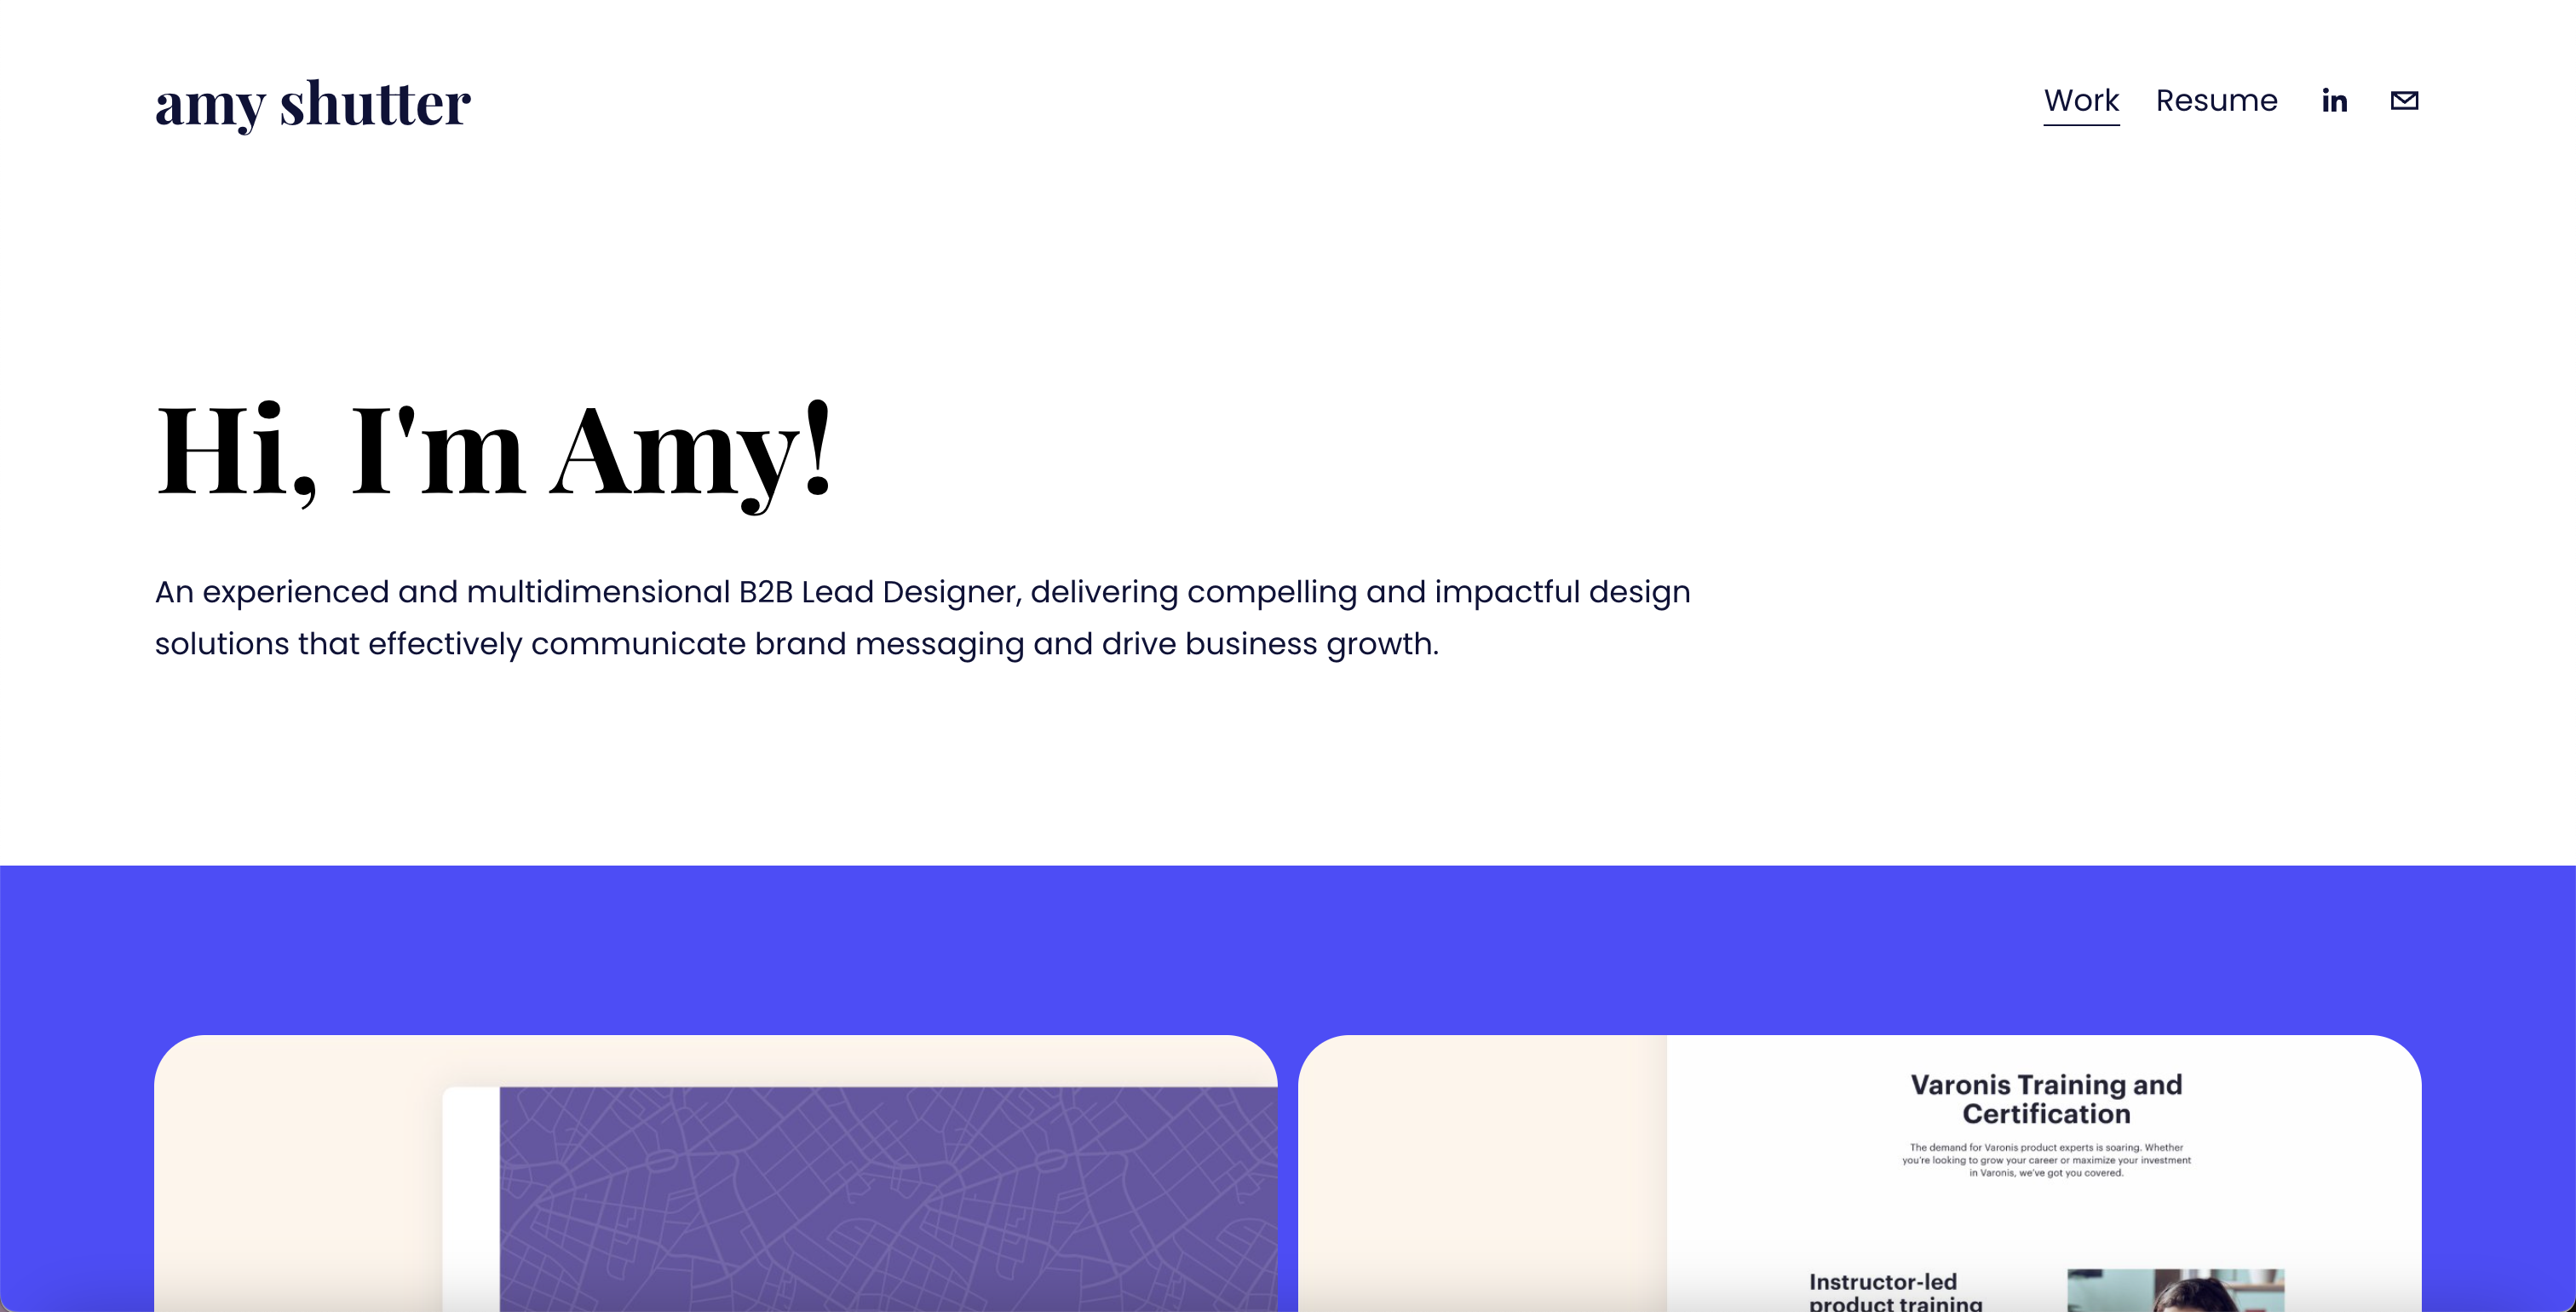 amy shutter
Work
Resume
in
Hi, I'm Amy!
An experienced and multidimensional B2B Lead Designer, delivering compelling and impactful design
solutions that effectively communicate brand messaging and drive business growth.
Varonis Training and
Certification
The demand for Varonis product experts is soaring. Whether
you're looking to grow your career or maximize your investment
in Varonis, we've got you covered.
Instructor-led
product training